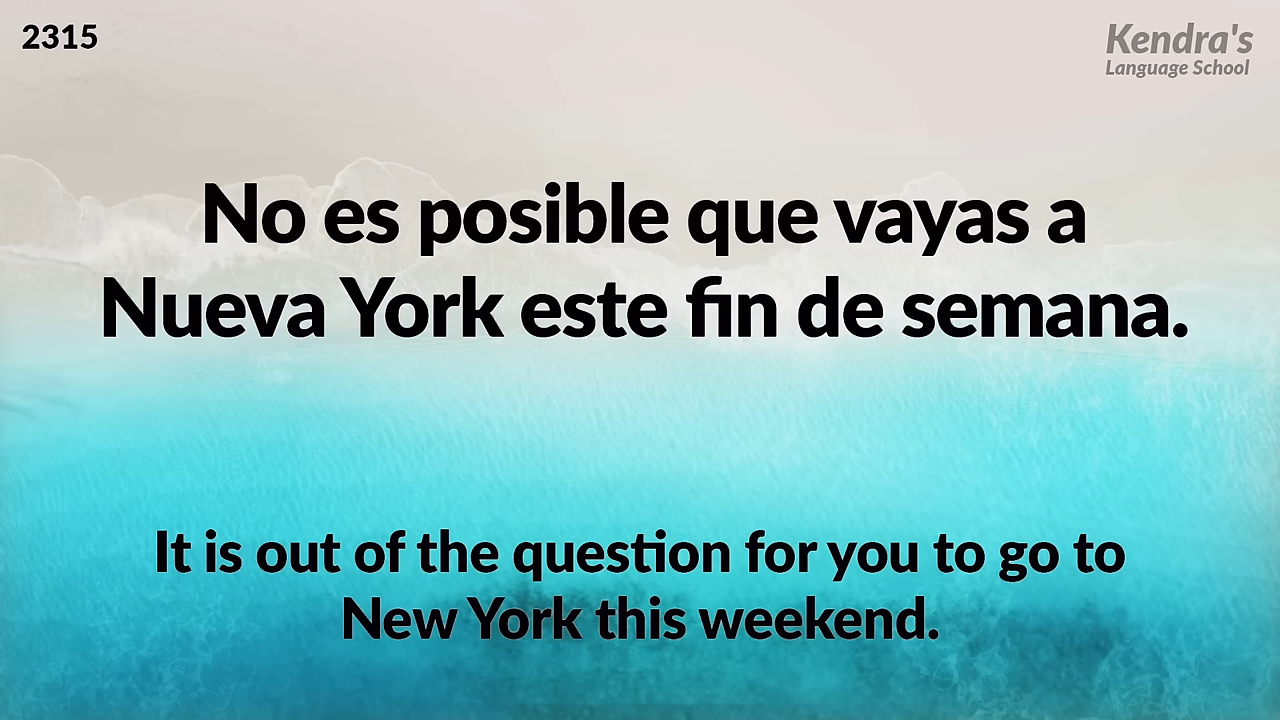 2315
Kendra's
Language School
No es posible que vayas a
Nueva York este fin de semana.
It is out of the question for you to go to
New York this weekend.